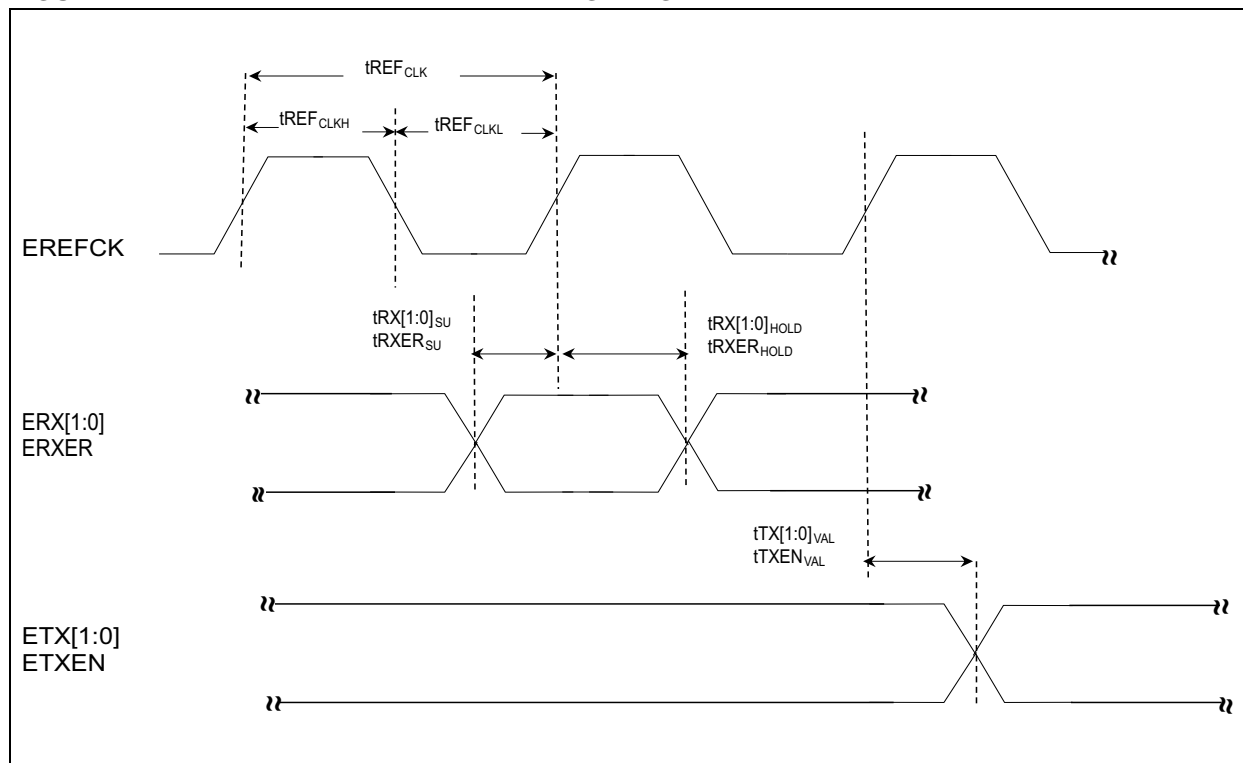 tREFCLK
tREFCLKH
tREFCLKL
EREFCK
tRX[1:0]SU
tRXERSU
tRX[1:0]HOLD
tRXERHOLD
ERX[1:0]
ERXER
tTX[1:0]VAL
tTXENVAL
ETX[1:0]
ETXEN